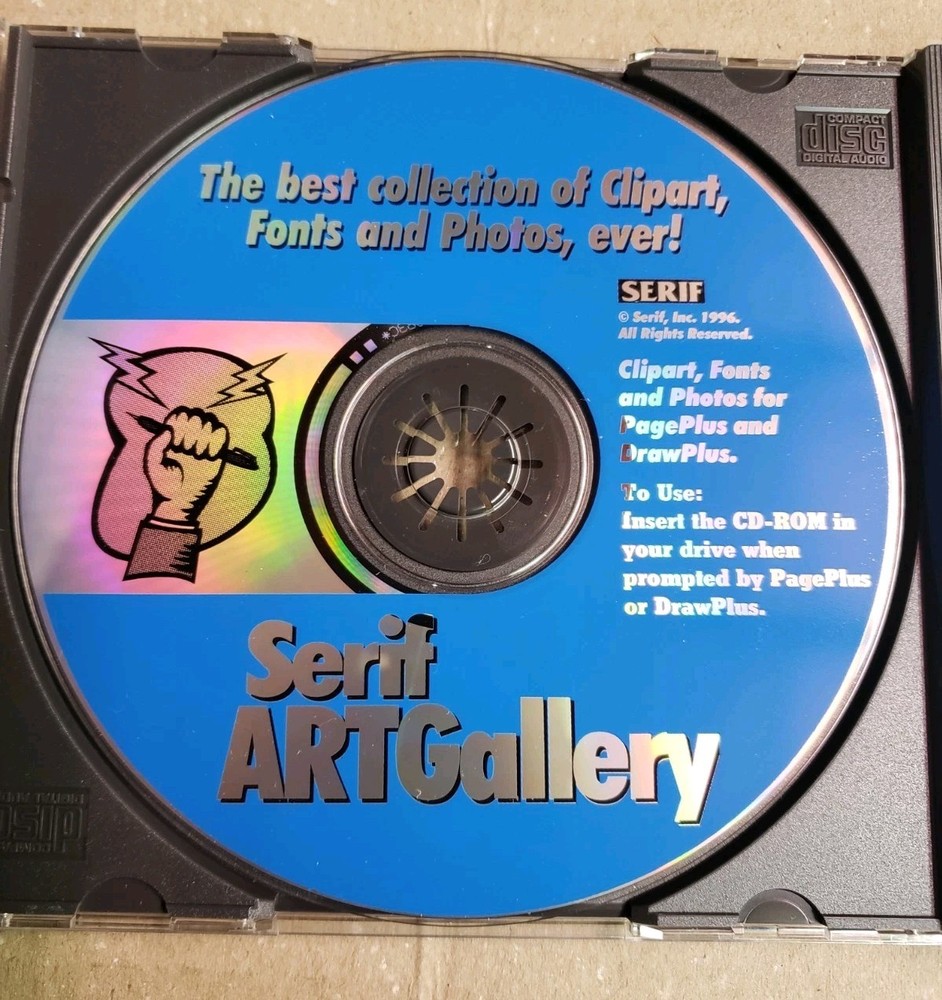 COMPACT
disc
DIGITAL AUDIO
The best collection of Clipart,
Fonts and Photos, ever!
SERIF
© Serif, Inc. 1996.
All Rights Reserved.
Clipart, Fonts
and Photos for
PagePlus and
DrawPlus.
To Use:
Insert the CD-ROM in
your drive when
prompted by PagePlus
or DrawPlus.
Serif
ARTGallery